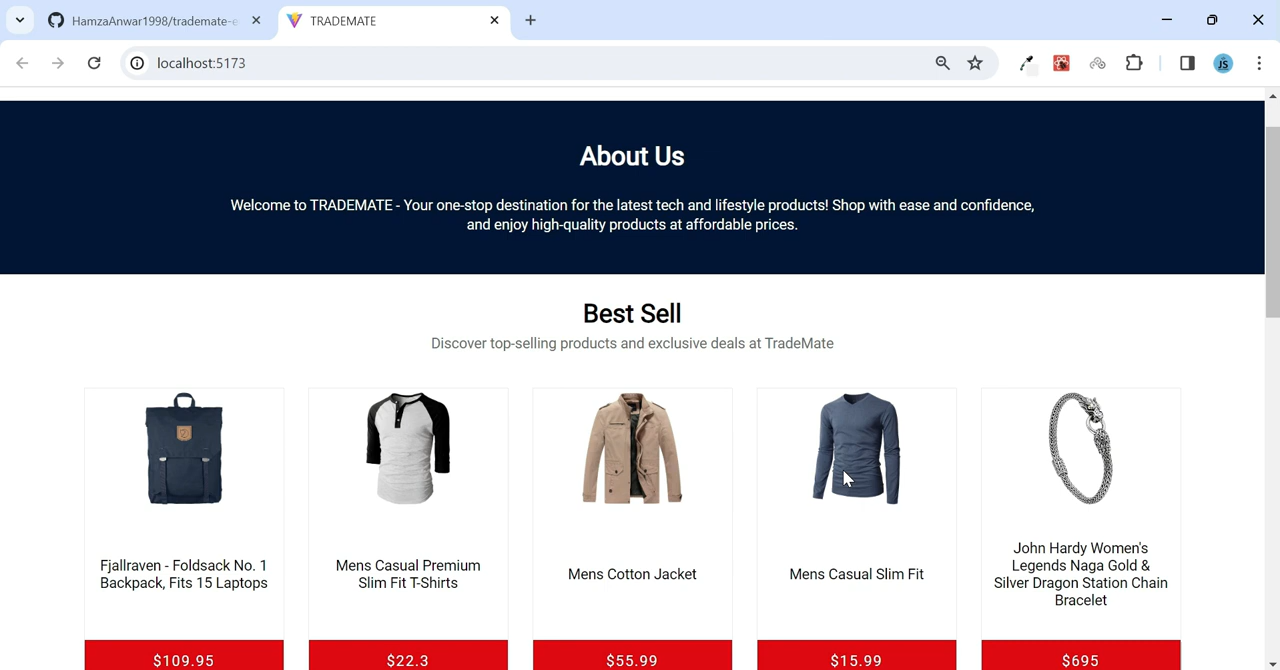 HamzaAnwar1998/trademate-e
TRADEMATE
localhost:5173
JS
About Us
Welcome to TRADEMATE - Your one-stop destination for the latest tech and lifestyle products! Shop with ease and confidence,
and enjoy high-quality products at affordable prices.
Best Sell
Discover top-selling products and exclusive deals at TradeMate
Fjallraven - Foldsack No. 1
Backpack, Fits 15 Laptops
Mens Casual Premium
Slim Fit T-Shirts
Mens Cotton Jacket
Mens Casual Slim Fit
John Hardy Women's
Legends Naga Gold &
Silver Dragon Station Chain
Bracelet
$109.95
$22.3
$55.99
$15.99
$695